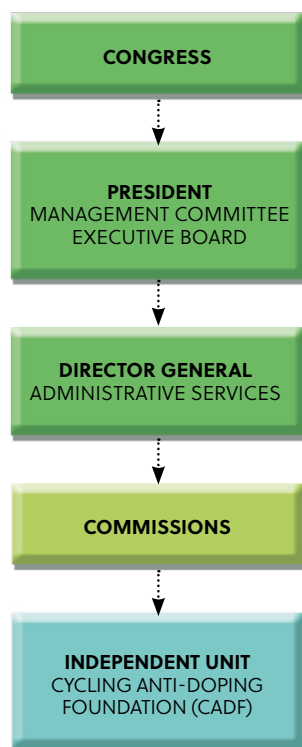 CONGRESS
PRESIDENT
MANAGEMENT COMMITTEE
EXECUTIVE BOARD
DIRECTOR GENERAL
ADMINISTRATIVE SERVICES
COMMISSIONS
INDEPENDENT UNIT
CYCLING ANTI-DOPING
FOUNDATION (CADF)